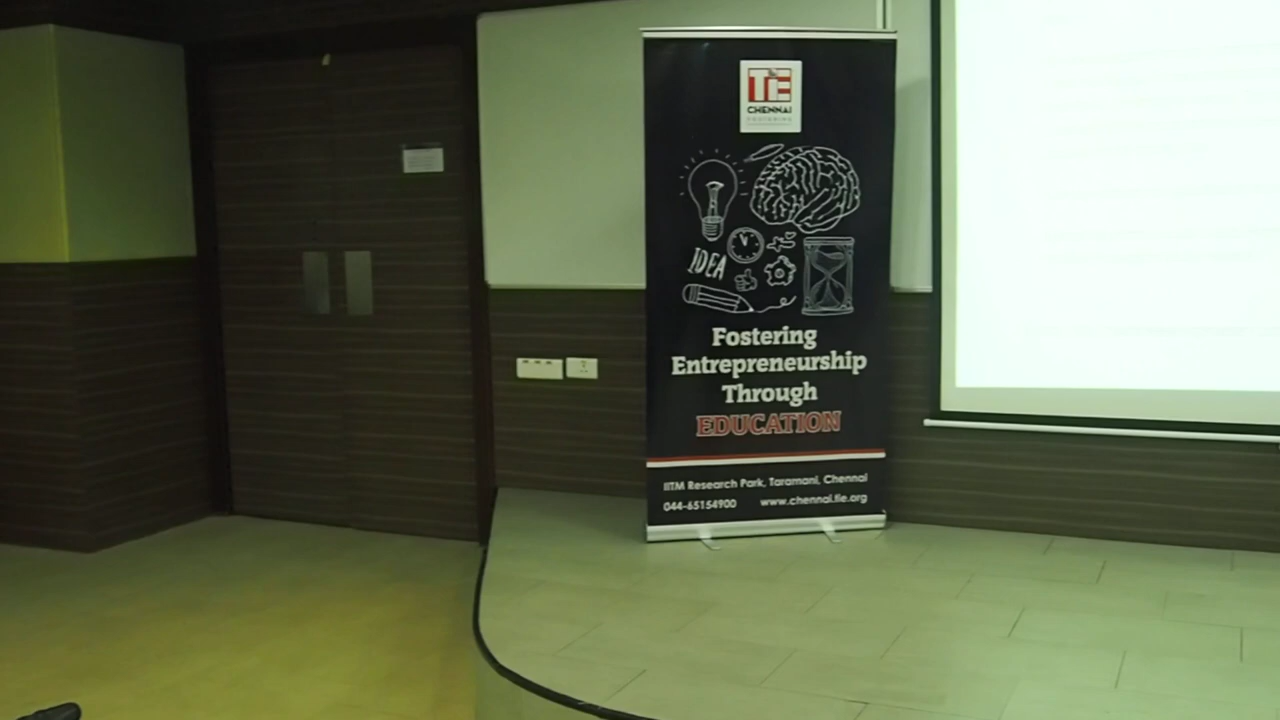 TiE
CHENNAI
IDEA
Fostering
Entrepreneurship
Through
EDUCATION
IITM Research Park, Taramani, Chennai
044-65154900 www.chennai.tie.org